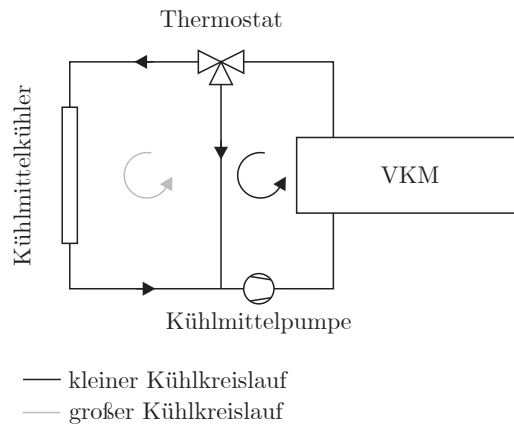 Thermostat
Kühlmittelkühler
VKM
Kühlmittelpumpe
kleiner Kühlkreislauf
großer Kühlkreislauf